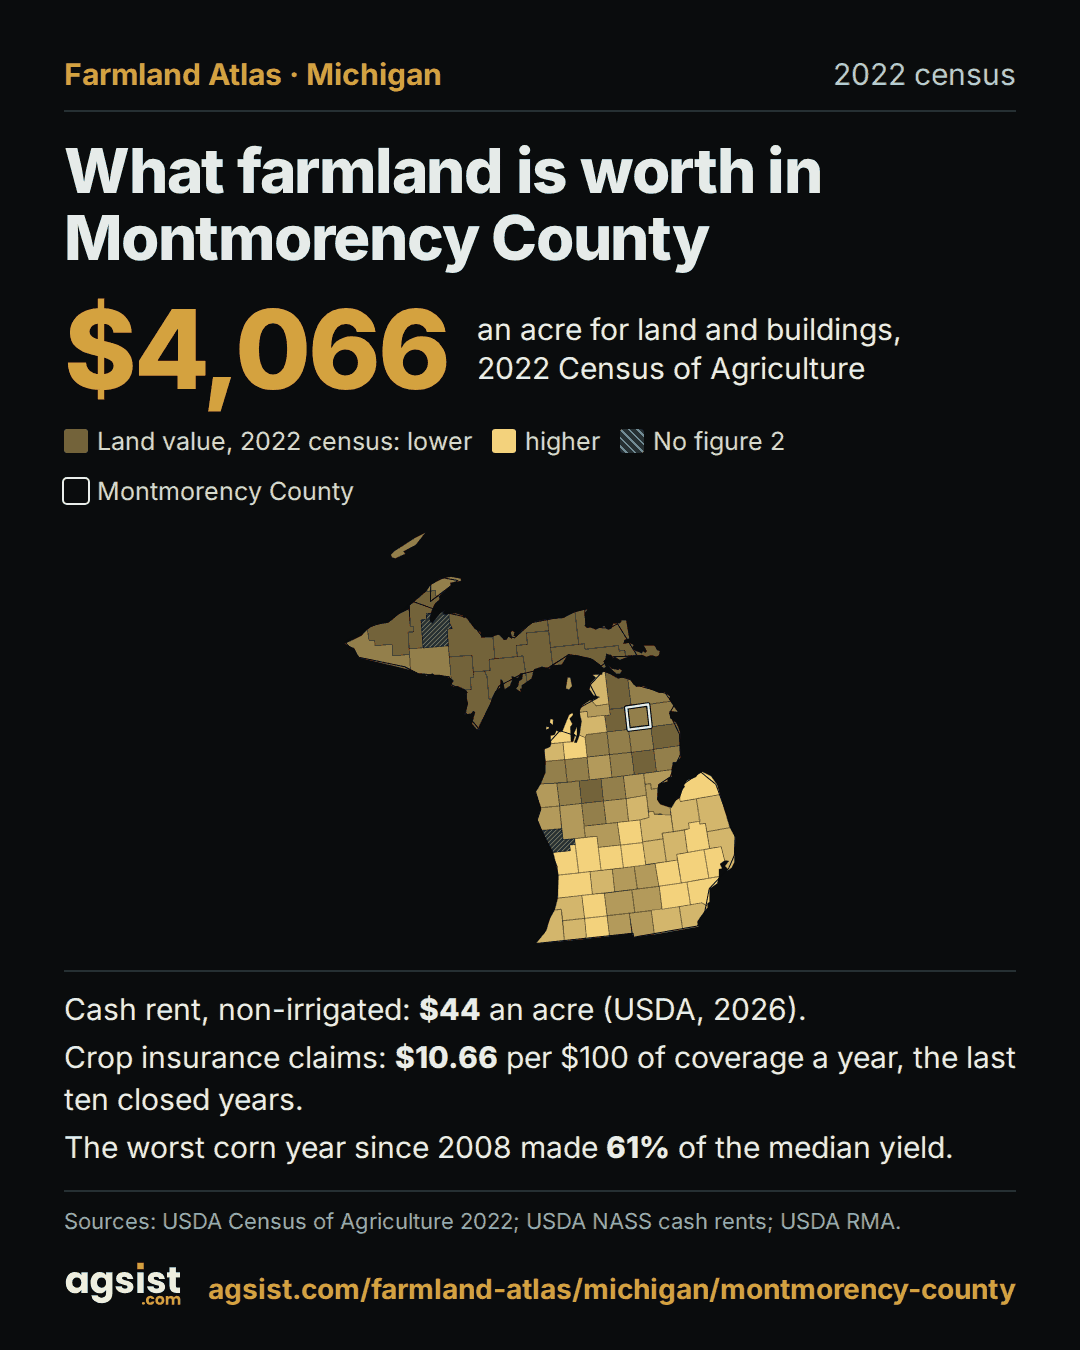 Farmland Atlas · Michigan
2022 census
What farmland is worth in
Montmorency County
$4,066
an acre for land and buildings,
2022 Census of Agriculture
Land value, 2022 census: lower
higher
No figure 2
Montmorency County
Cash rent, non-irrigated: $44 an acre (USDA, 2026).
Crop insurance claims: $10.66 per $100 of coverage a year, the last
ten closed years.
The worst corn year since 2008 made 61% of the median yield.
Sources: USDA Census of Agriculture 2022; USDA NASS cash rents; USDA RMA.
agsist
.com
agsist.com/farmland-atlas/michigan/montmorency-county